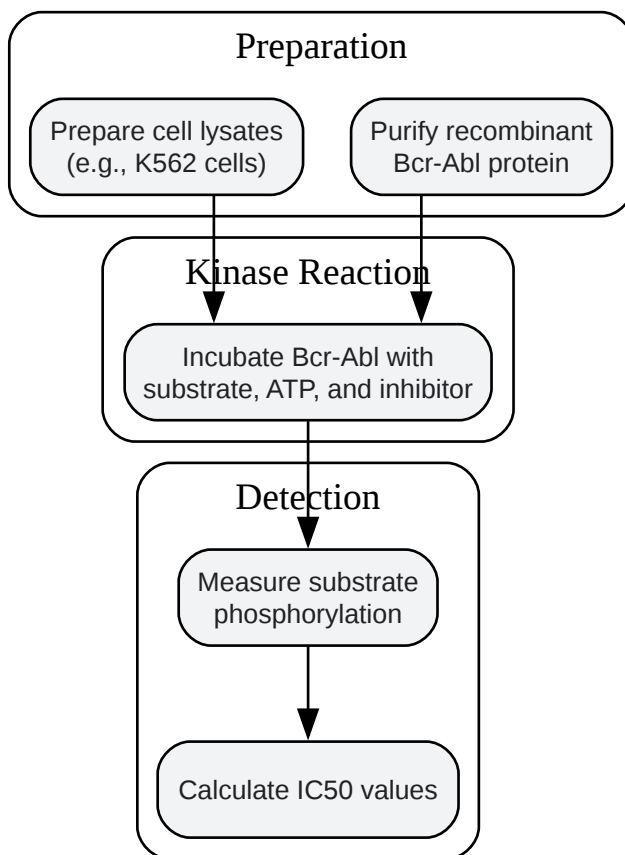 Preparation
Prepare cell lysates
(e.g., K562 cells)
Purify recombinant
Bcr-Abl protein
Kinase Reaction
Incubate Bcr-Abl with
substrate, ATP, and inhibitor
Detection
Measure substrate
phosphorylation
Calculate IC50 values